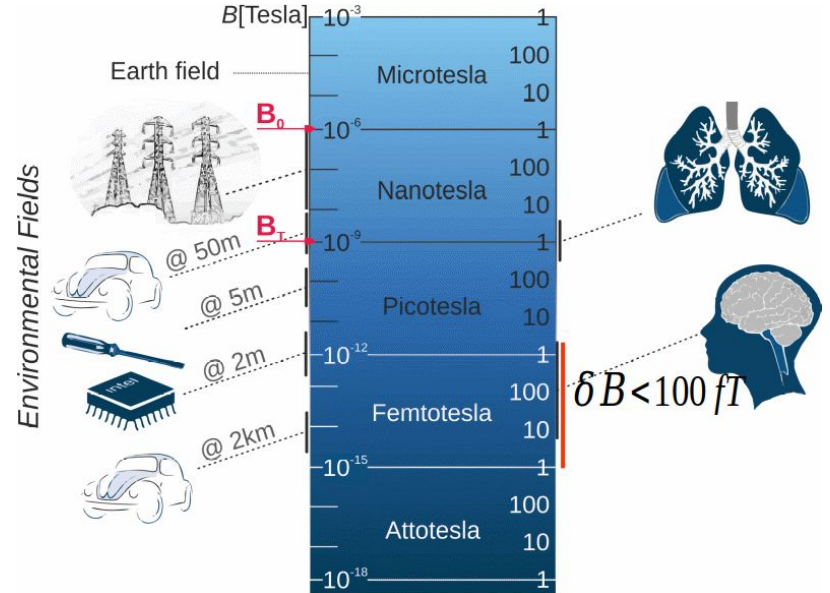 B[Tesla]
10⁻³ 1
100
Earth field
Microtesla
10
B₀
10⁻⁶ 1
100
Nanotesla
10
B_T
10⁻⁹ 1
@ 50m
100
@ 5m
Picotesla
10
10⁻¹² 1
@ 2m
intel
100
δ B<100 fT
Femtotesla
10
@ 2km
10⁻¹⁵ 1
100
Attotesla
10
10⁻¹⁸ 1
Environmental Fields